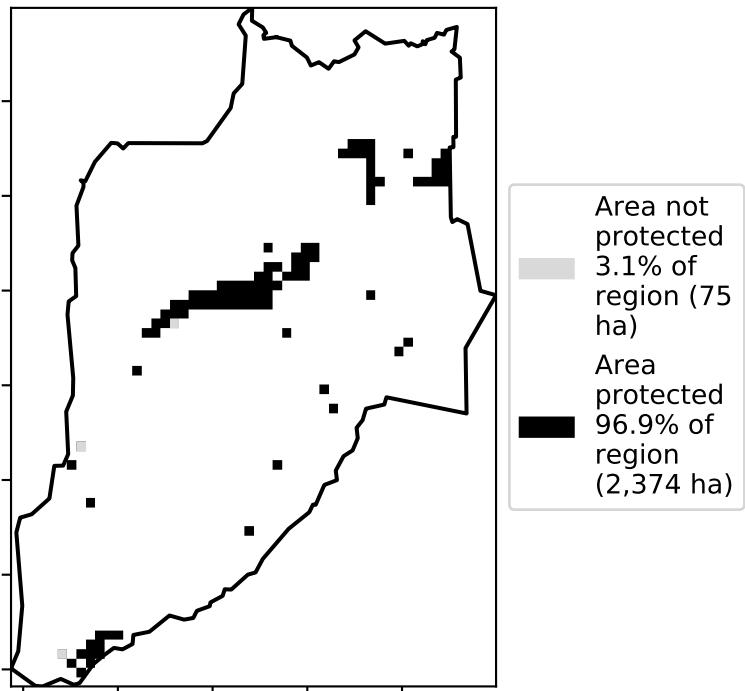 Area not
protected
3.1% of
region (75
ha)
Area
protected
96.9% of
region
(2,374 ha)